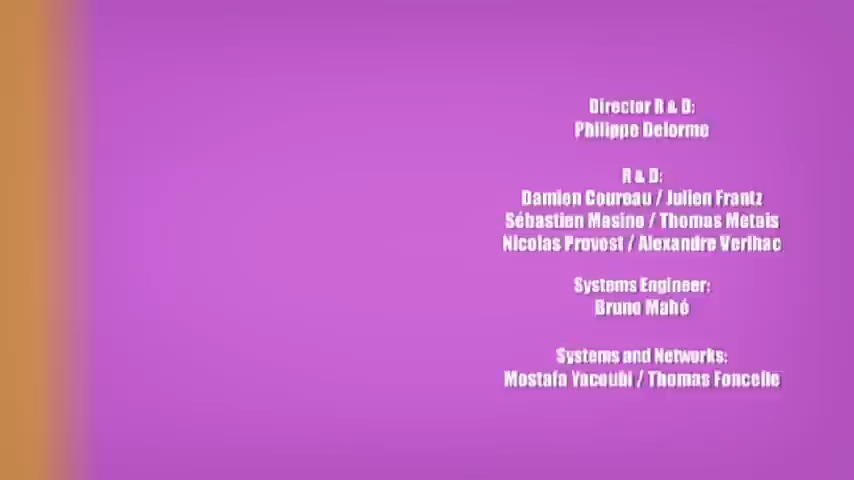 Director R & D:
Philippe Delorme
R & D:
Damien Coureau / Julien Frantz
Sébastien Masino / Thomas Metais
Nicolas Provost / Alexandre Verlhac
Systems Engineer:
Bruno Mahé
Systems and Networks:
Mostafa Yacoubi / Thomas Foncelle